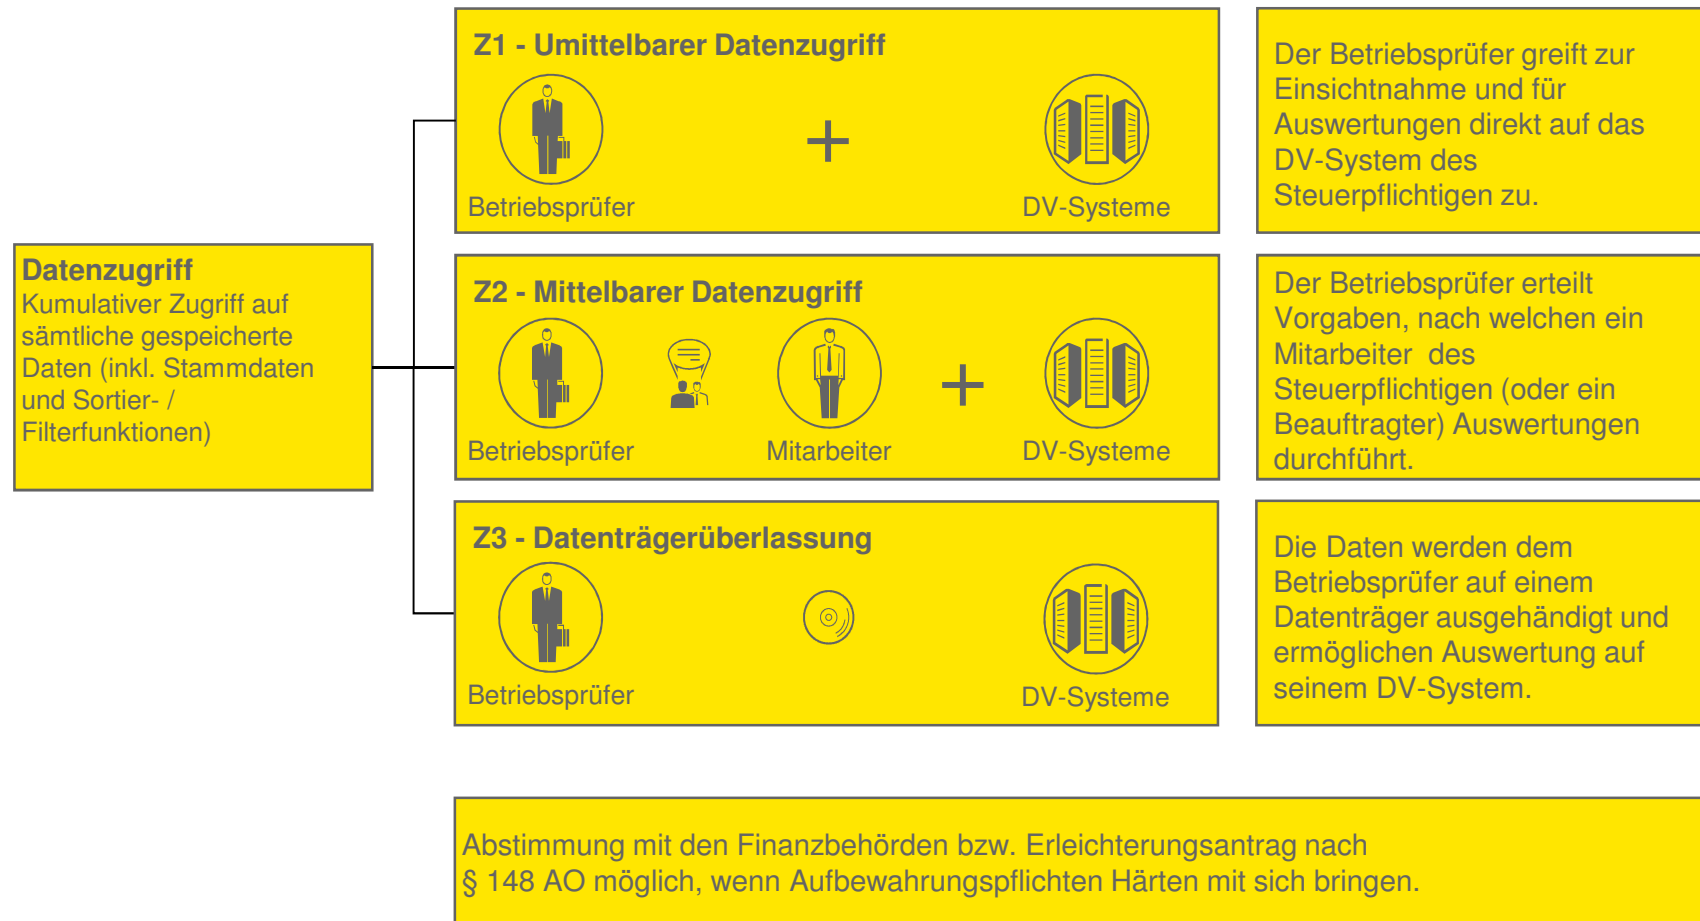 Datenzugriff
Kumulativer Zugriff auf
sämtliche gespeicherte
Daten (inkl. Stammdaten
und Sortier- /
Filterfunktionen)
Z1 - Umittelbarer Datenzugriff
Betriebsprüfer
DV-Systeme
Der Betriebsprüfer greift zur
Einsichtnahme und für
Auswertungen direkt auf das
DV-System des
Steuerpflichtigen zu.
Z2 - Mittelbarer Datenzugriff
Betriebsprüfer
Mitarbeiter
DV-Systeme
Der Betriebsprüfer erteilt
Vorgaben, nach welchen ein
Mitarbeiter des
Steuerpflichtigen (oder ein
Beauftragter) Auswertungen
durchführt.
Z3 - Datenträgerüberlassung
Betriebsprüfer
DV-Systeme
Die Daten werden dem
Betriebsprüfer auf einem
Datenträger ausgehändigt und
ermöglichen Auswertung auf
seinem DV-System.
Abstimmung mit den Finanzbehörden bzw. Erleichterungsantrag nach
§ 148 AO möglich, wenn Aufbewahrungspflichten Härten mit sich bringen.